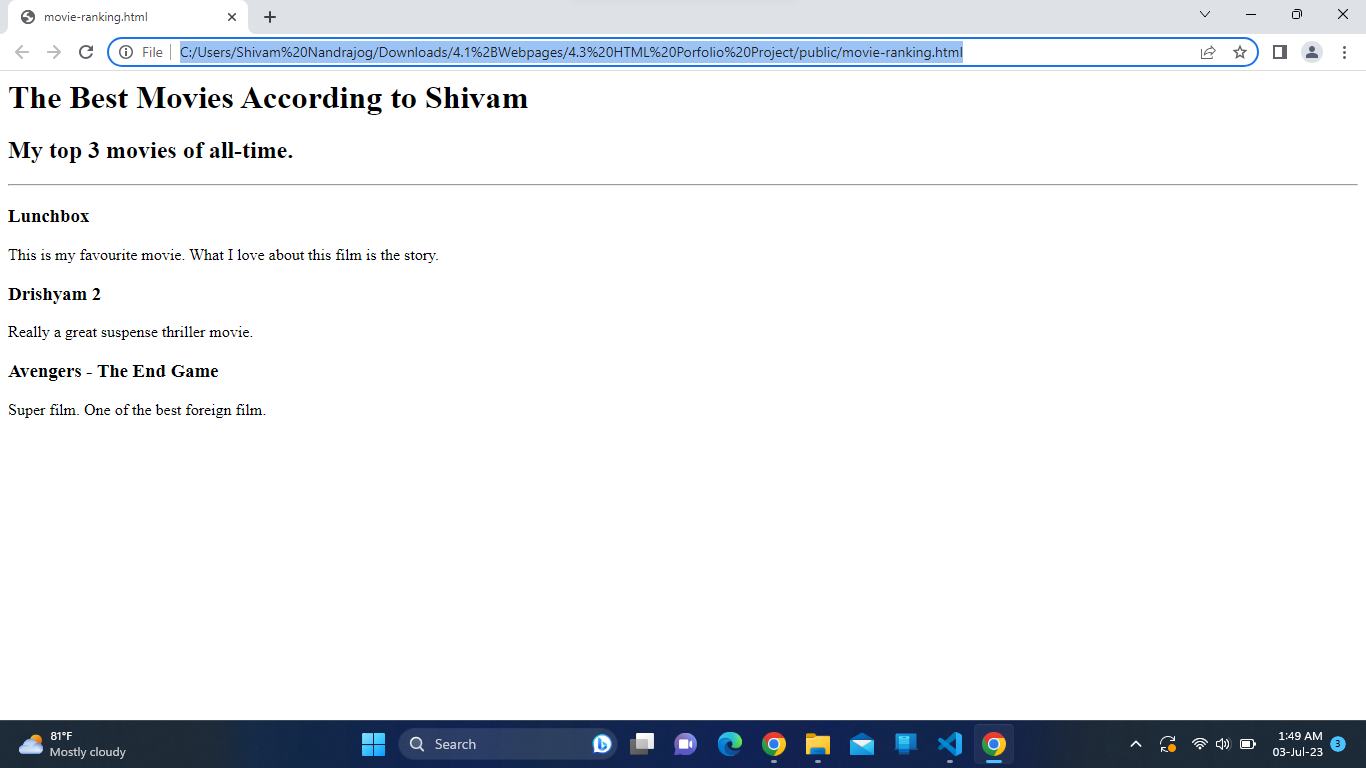 movie-ranking.html
File
C:/Users/Shivam%20Nandrajog/Downloads/4.1%2BWebpages/4.3%20HTML%20Porfolio%20Project/public/movie-ranking.html
The Best Movies According to Shivam
My top 3 movies of all-time.
Lunchbox
This is my favourite movie. What I love about this film is the story.
Drishyam 2
Really a great suspense thriller movie.
Avengers - The End Game
Super film. One of the best foreign film.
81°F
Mostly cloudy
Search
1:49 AM
03-Jul-23
3